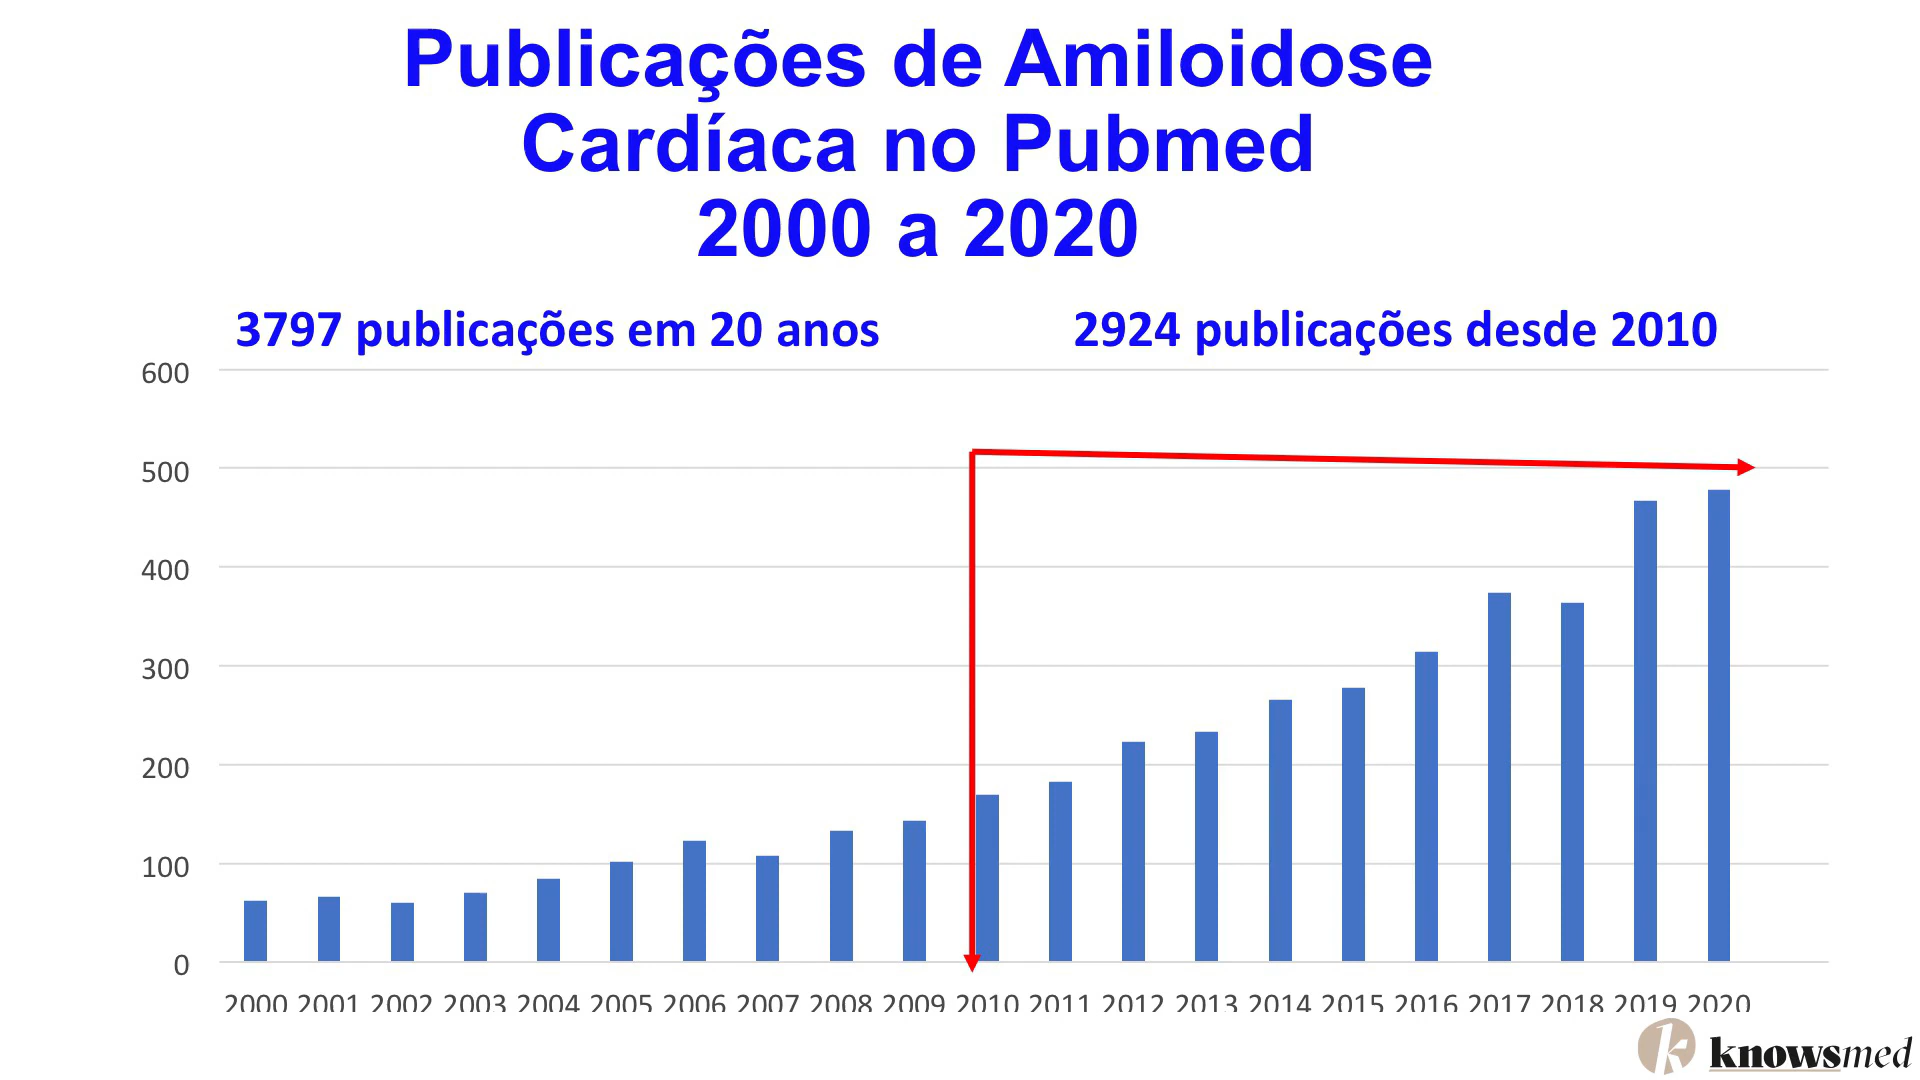 Publicações de Amiloidose
Cardíaca no Pubmed
2000 a 2020
3797 publicações em 20 anos
2924 publicações desde 2010
600
500
400
300
200
100
0
2000 2001 2002 2003 2004 2005 2006 2007 2008 2009 2010 2011 2012 2013 2014 2015 2016 2017 2018 2019 2020
k knowsmed